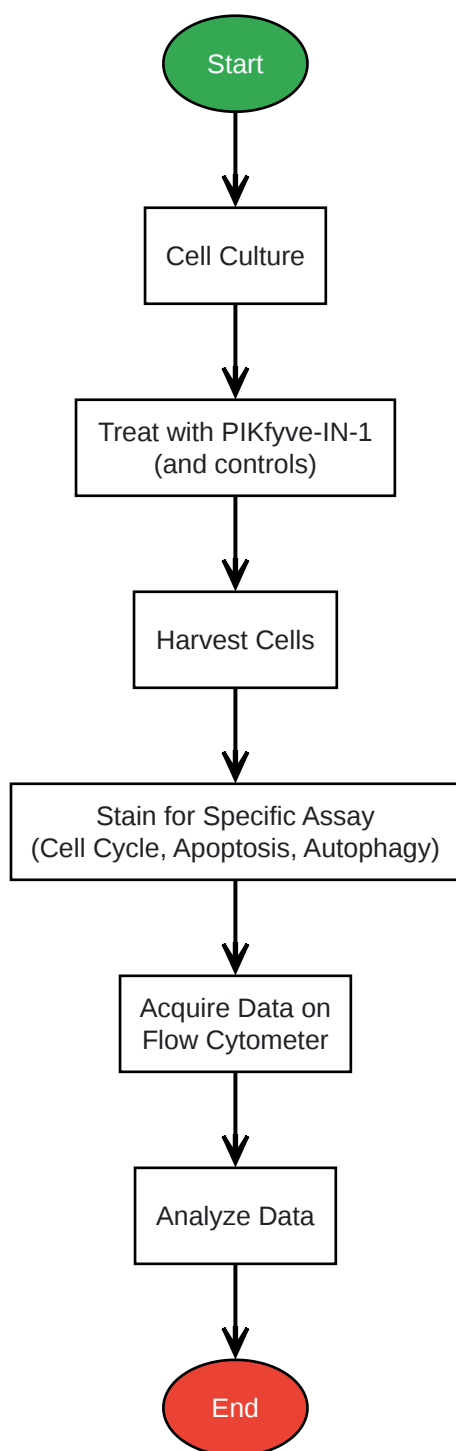 Start
Cell Culture
Treat with PIKfyve-IN-1
(and controls)
Harvest Cells
Stain for Specific Assay
(Cell Cycle, Apoptosis, Autophagy)
Acquire Data on
Flow Cytometer
Analyze Data
End